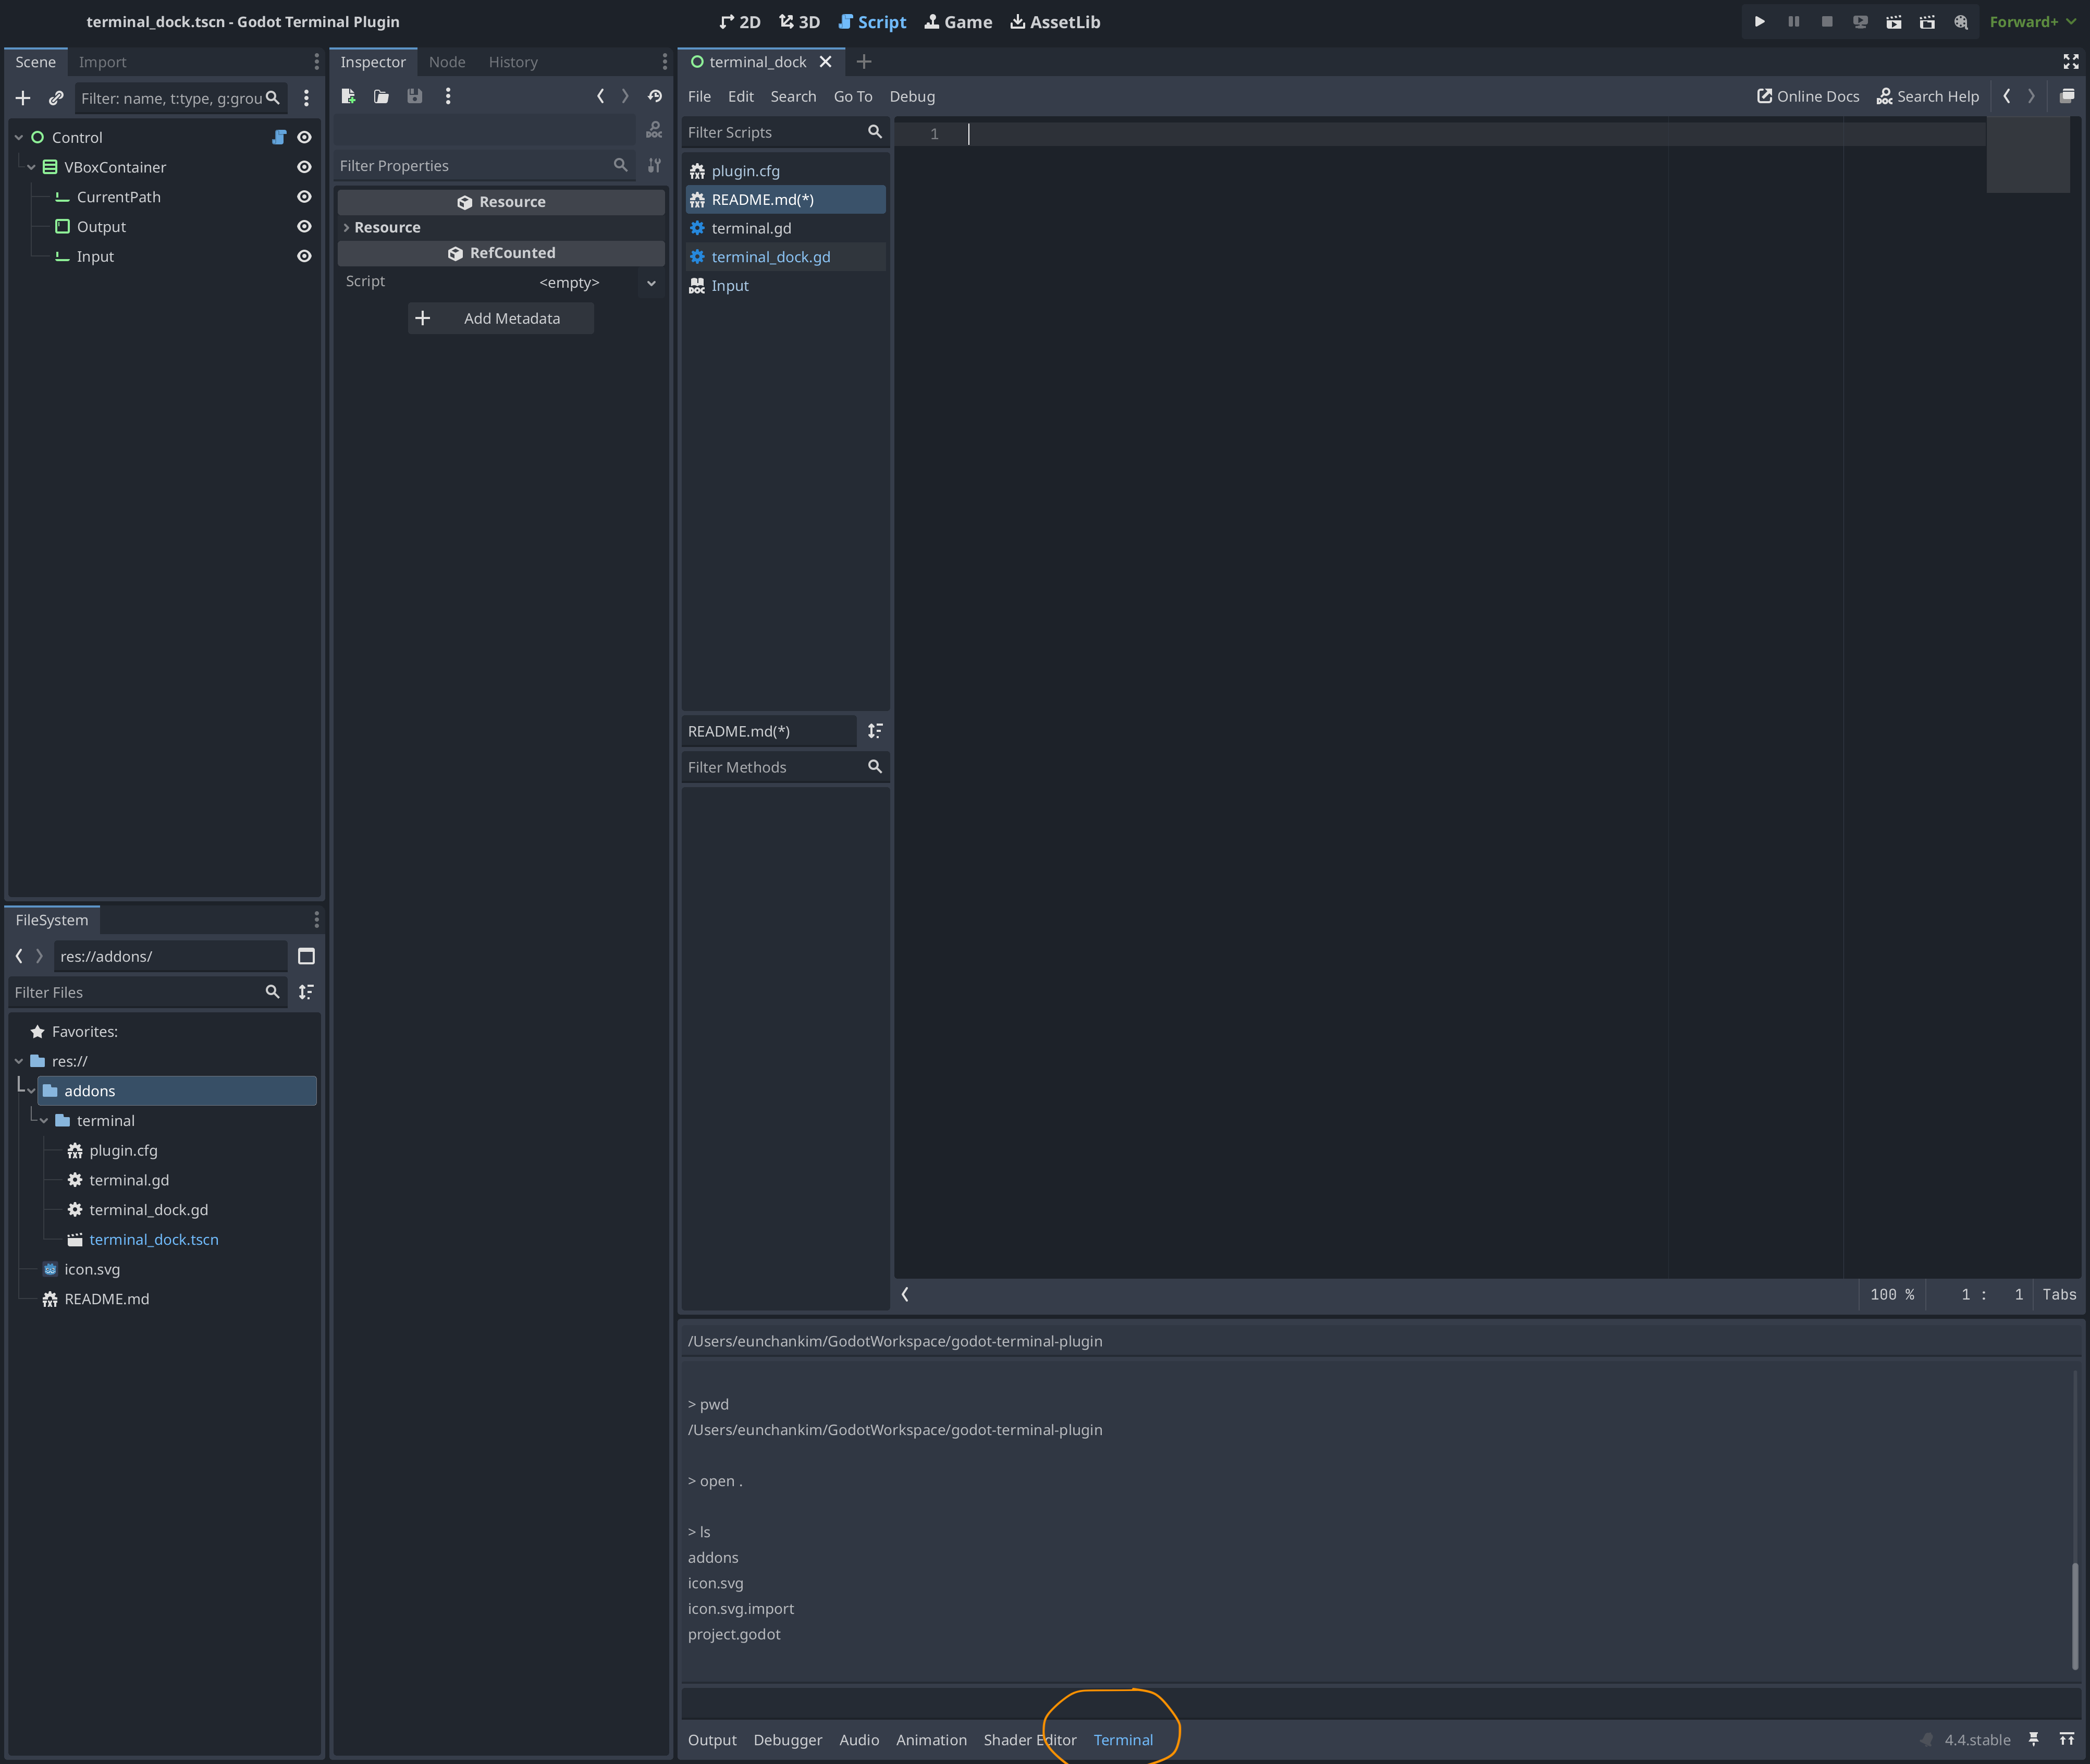 terminal_dock.tscn - Godot Terminal Plugin
2D 3D Script Game AssetLib
Forward+
Scene Import
Filter: name, t:type, g:grou
Control
VBoxContainer
CurrentPath
Output
Input
Inspector Node History
Filter Properties
Resource
Resource
RefCounted
Script <empty>
Add Metadata
terminal_dock
File Edit Search Go To Debug
Online Docs Search Help
Filter Scripts
plugin.cfg
README.md(*)
terminal.gd
terminal_dock.gd
Input
README.md(*)
Filter Methods
1
100 % 1 : 1 Tabs
FileSystem
res://addons/
Filter Files
Favorites:
res://
addons
terminal
plugin.cfg
terminal.gd
terminal_dock.gd
terminal_dock.tscn
icon.svg
README.md
/Users/eunchankim/GodotWorkspace/godot-terminal-plugin
> pwd
/Users/eunchankim/GodotWorkspace/godot-terminal-plugin
> open .
> ls
addons
icon.svg
icon.svg.import
project.godot
Output Debugger Audio Animation Shader Editor Terminal
4.4.stable